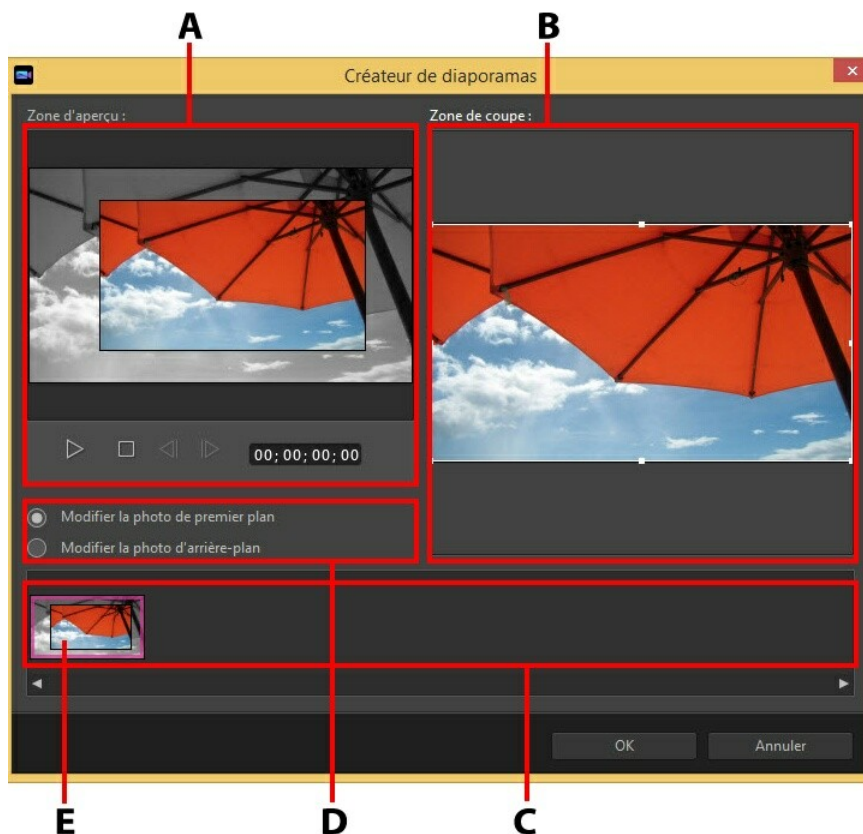 A B
Créateur de diaporamas
Zone d'aperçu : Zone de coupe :
00;00;00;00
Modifier la photo de premier plan
Modifier la photo d'arrière-plan
OK Annuler
E D C